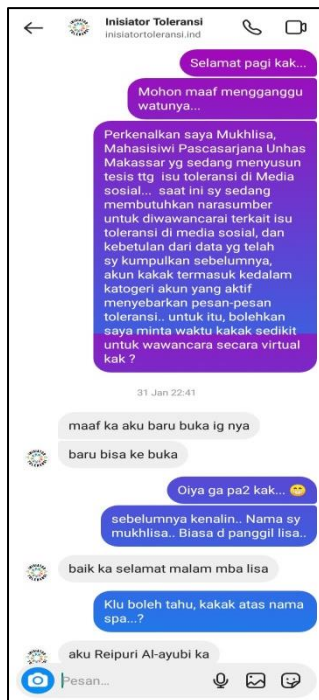 Inisiator Toleransi
inisiatortoleransi.ind
Selamat pagi kak...
Mohon maaf mengganggu
watunya...
Perkenalkan saya Mukhlisa,
Mahasisiwi Pascasarjana Unhas
Makassar yg sedang menyusun
tesis ttg isu toleransi di Media
sosial... saat ini sy sedang
membutuhkan narasumber
untuk diwawancarai terkait isu
toleransi di media sosial, dan
kebetulan dari data yg telah
sy kumpulkan sebelumnya,
akun kakak termasuk kedalam
katogeri akun yang aktif
menyebarkan pesan-pesan
toleransi.. untuk itu, bolehkan
saya minta waktu kakak sedikit
untuk wawancara secara virtual
kak ?
31 Jan 22:41
maaf ka aku baru buka ig nya
baru bisa ke buka
Oiya ga pa2 kak... 😁
sebelumnya kenalin.. Nama sy
mukhlisa.. Biasa d panggil lisa..
baik ka selamat malam mba lisa
Klu boleh tahu, kakak atas nama
spa...?
aku Reipuri Al-ayubi ka
Pesan...